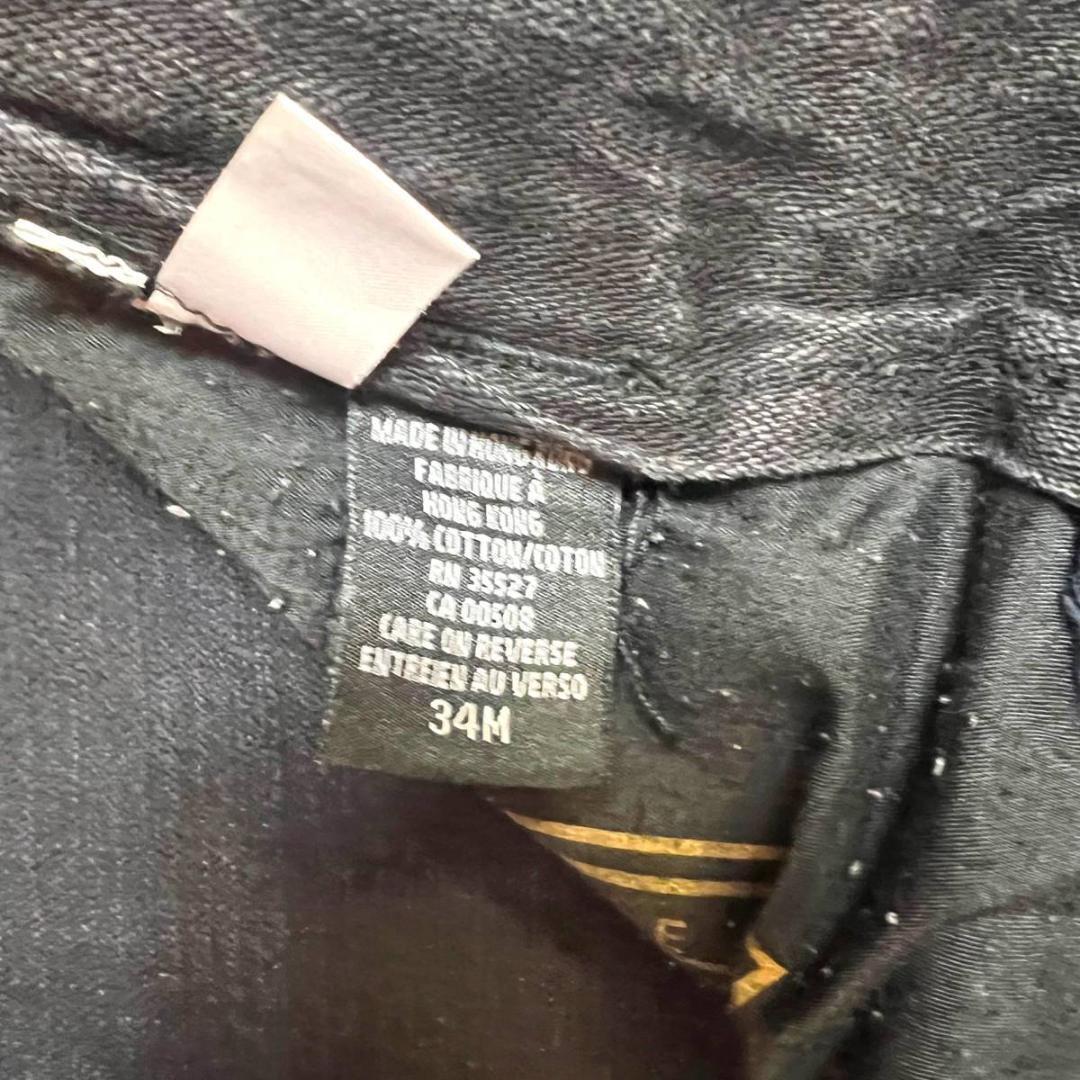 MADE IN HONG KONG
FABRIQUE À
HONG KONG
100% COTTON/COTON
RN 35527
CA 00508
CARE ON REVERSE
ENTREIEN AU VERSO
34M
E